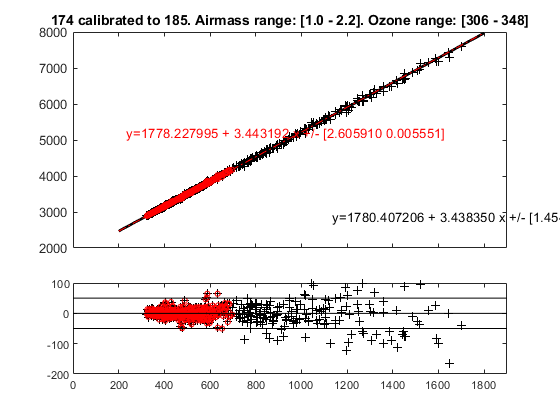 174 calibrated to 185. Airmass range: [1.0 - 2.2]. Ozone range: [306 - 348]
8000
7000
6000
5000
4000
3000
2000
y=1778.227995 + 3.443192 x +/- [2.605910 0.005551]
y=1780.407206 + 3.438350 x +/- [1.45
100
0
-100
-200
0 200 400 600 800 1000 1200 1400 1600 1800